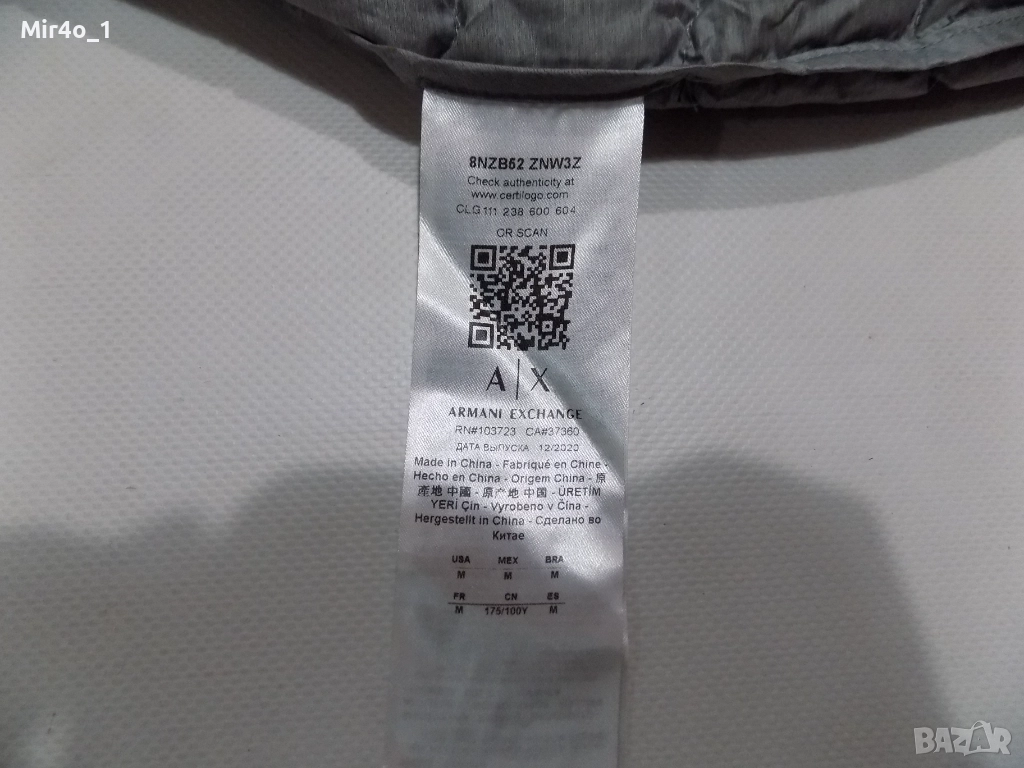 Mir4o_1
8NZB52 ZNW3Z
Check authenticity at
www.certilogo.com
CLG 111 238 600 604
OR SCAN
A|X
ARMANI EXCHANGE
RN#103723 CA#37360
ДАТА ВЫПУСКА 12/2020
Made in China - Fabriqué en Chine -
Hecho en China - Origem China - 原
產地 中國 - 原产地 中国 - ÜRETİM
YERİ Çin - Vyrobeno v Čína -
Hergestellt in China - Сделано во
Китае
USA MEX BRA
M M M
FR CN ES
M 175/100Y M
BAZAR